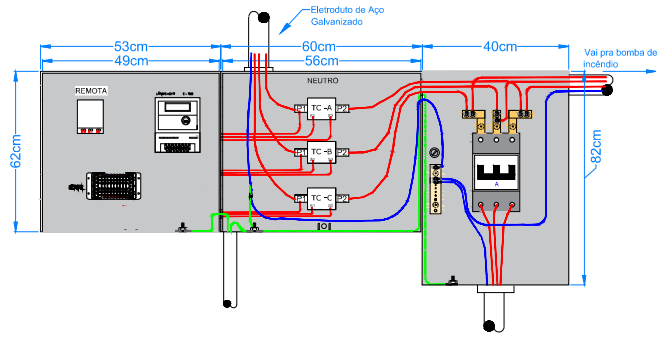 Eletroduto de Aço
Galvanizado
53cm
60cm
40cm
49cm
56cm
Vai pra bomba de
incêndio
NEUTRO
REMOTA
P1
TC -A
P2
P1
TC -B
P2
P1
TC -C
P2
62cm
82cm
A